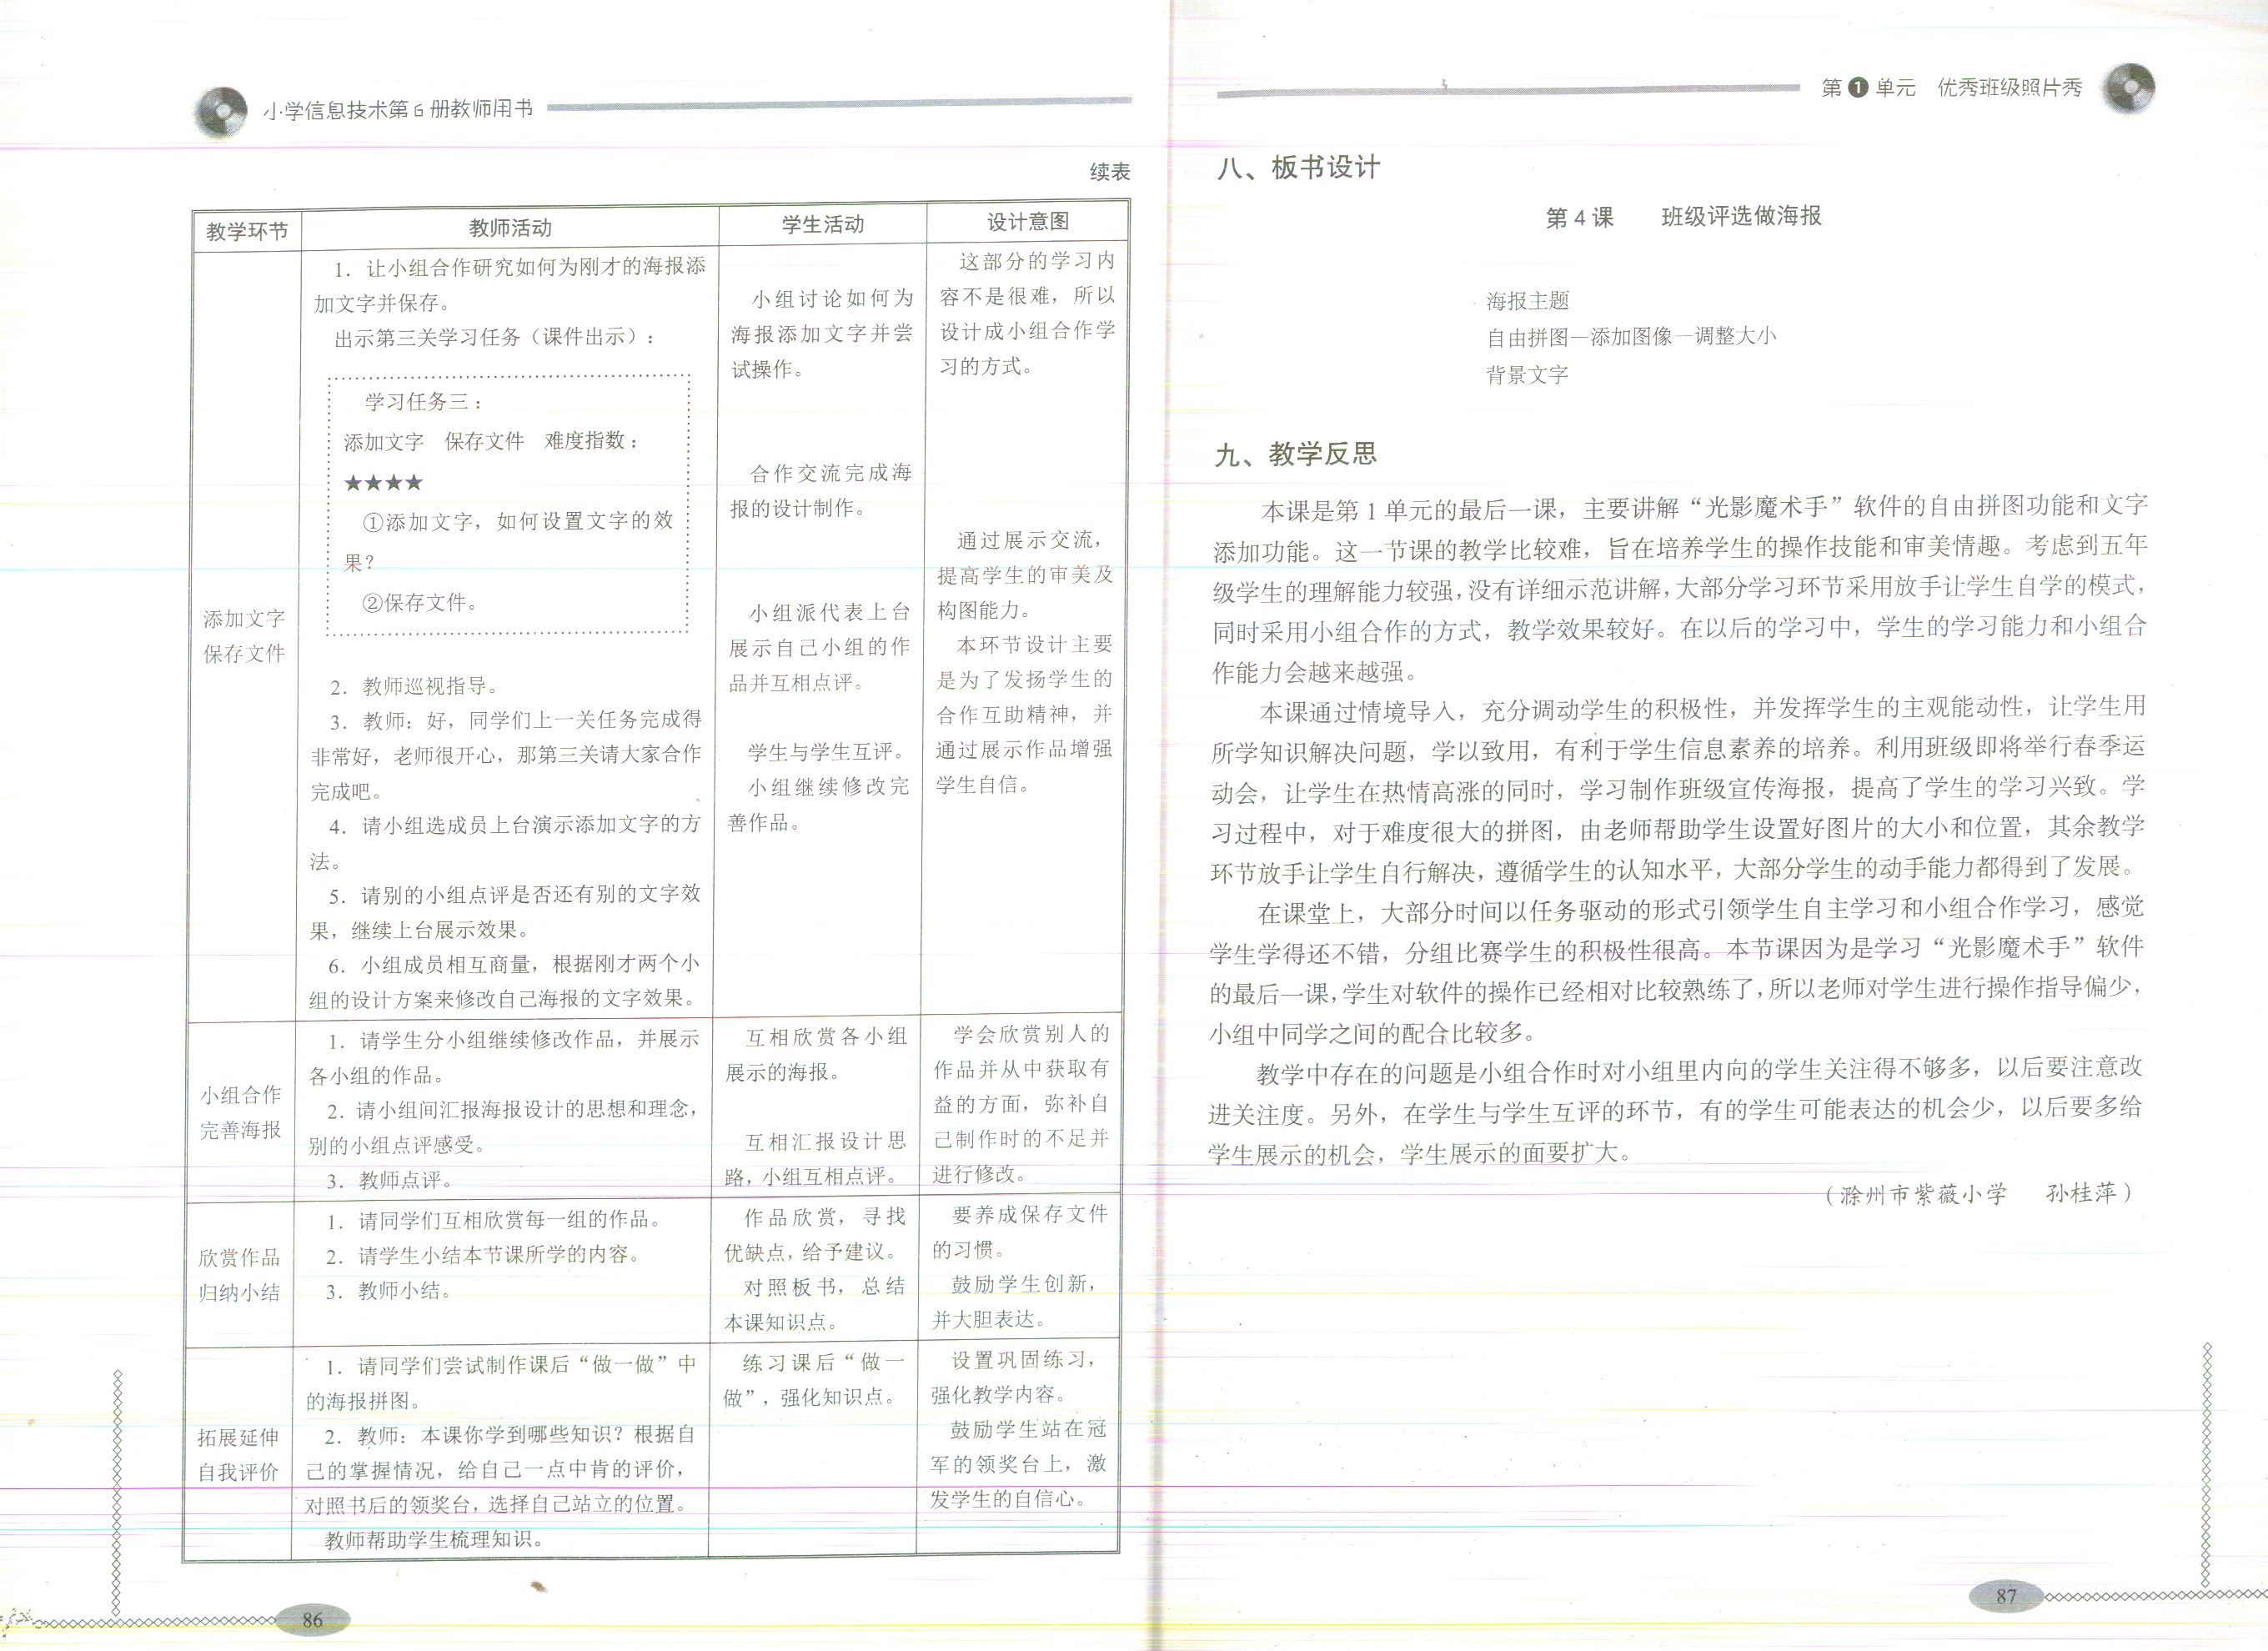 小学信息技术第6册教师用书
续表
教学环节 教师活动 学生活动 设计意图
添加文字
保存文件
1. 让小组合作研究如何为刚才的海报添
加文字并保存。
出示第三关学习任务（课件出示）：
学习任务三：
添加文字 保存文件 难度指数：
★★★★
①添加文字，如何设置文字的效
果？
②保存文件。
2. 教师巡视指导。
3. 教师：好，同学们上一关任务完成得
非常好，老师很开心，那第三关请大家合作
完成吧。
4. 请小组选成员上台演示添加文字的方
法。
5. 请别的小组点评是否还有别的文字效
果，继续上台展示效果。
6. 小组成员相互商量，根据刚才两个小
组的设计方案来修改自己海报的文字效果。
小组讨论如何为
海报添加文字并尝
试操作。
合作交流完成海
报的设计制作。
小组派代表上台
展示自己小组的作
品并互相点评。
学生与学生互评。
小组继续修改完
善作品。
这部分的学习内
容不是很难，所以
设计成小组合作学
习的方式。
通过展示交流，
提高学生的审美及
构图能力。
本环节设计主要
是为了发扬学生的
合作互助精神，并
通过展示作品增强
学生自信。
小组合作
完善海报
1. 请学生分小组继续修改作品，并展示
各小组的作品。
2. 请小组间汇报海报设计的思想和理念，
别的小组点评感受。
3. 教师点评。
互相欣赏各小组
展示的海报。
互相汇报设计思
路，小组互相点评。
学会欣赏别人的
作品并从中获取有
益的方面，弥补自
己制作时的不足并
进行修改。
欣赏作品
归纳小结
1. 请同学们互相欣赏每一组的作品。
2. 请学生小结本节课所学的内容。
3. 教师小结。
作品欣赏，寻找
优缺点，给予建议。
对照板书，总结
本课知识点。
要养成保存文件
的习惯。
鼓励学生创新，
并大胆表达。
拓展延伸
自我评价
1. 请同学们尝试制作课后“做一做”中
的海报拼图。
2. 教师：本课你学到哪些知识？根据自
己的掌握情况，给自己一点中肯的评价，
对照书后的领奖台，选择自己站立的位置。
教师帮助学生梳理知识。
练习课后“做一
做”，强化知识点。
设置巩固练习，
强化教学内容。
鼓励学生站在冠
军的领奖台上，激
发学生的自信心。
86
第1单元 优秀班级照片秀
八、板书设计
第4课 班级评选做海报
海报主题
自由拼图—添加图像—调整大小
背景文字
九、教学反思
本课是第1单元的最后一课，主要讲解“光影魔术手”软件的自由拼图功能和文字
添加功能。这一节课的教学比较难，旨在培养学生的操作技能和审美情趣。考虑到五年
级学生的理解能力较强，没有详细示范讲解，大部分学习环节采用放手让学生自学的模式，
同时采用小组合作的方式，教学效果较好。在以后的学习中，学生的学习能力和小组合
作能力会越来越强。
本课通过情境导入，充分调动学生的积极性，并发挥学生的主观能动性，让学生用
所学知识解决问题，学以致用，有利于学生信息素养的培养。利用班级即将举行春季运
动会，让学生在热情高涨的同时，学习制作班级宣传海报，提高了学生的学习兴致。学
习过程中，对于难度很大的拼图，由老师帮助学生设置好图片的大小和位置，其余教学
环节放手让学生自行解决，遵循学生的认知水平，大部分学生的动手能力都得到了发展。
在课堂上，大部分时间以任务驱动的形式引领学生自主学习和小组合作学习，感觉
学生学得还不错，分组比赛学生的积极性很高。本节课因为是学习“光影魔术手”软件
的最后一课，学生对软件的操作已经相对比较熟练了，所以老师对学生进行操作指导偏少，
小组中同学之间的配合比较多。
教学中存在的问题是小组合作时对小组里内向的学生关注得不够多，以后要注意改
进关注度。另外，在学生与学生互评的环节，有的学生可能表达的机会少，以后要多给
学生展示的机会，学生展示的面要扩大。
（滁州市紫薇小学 孙桂萍）
87